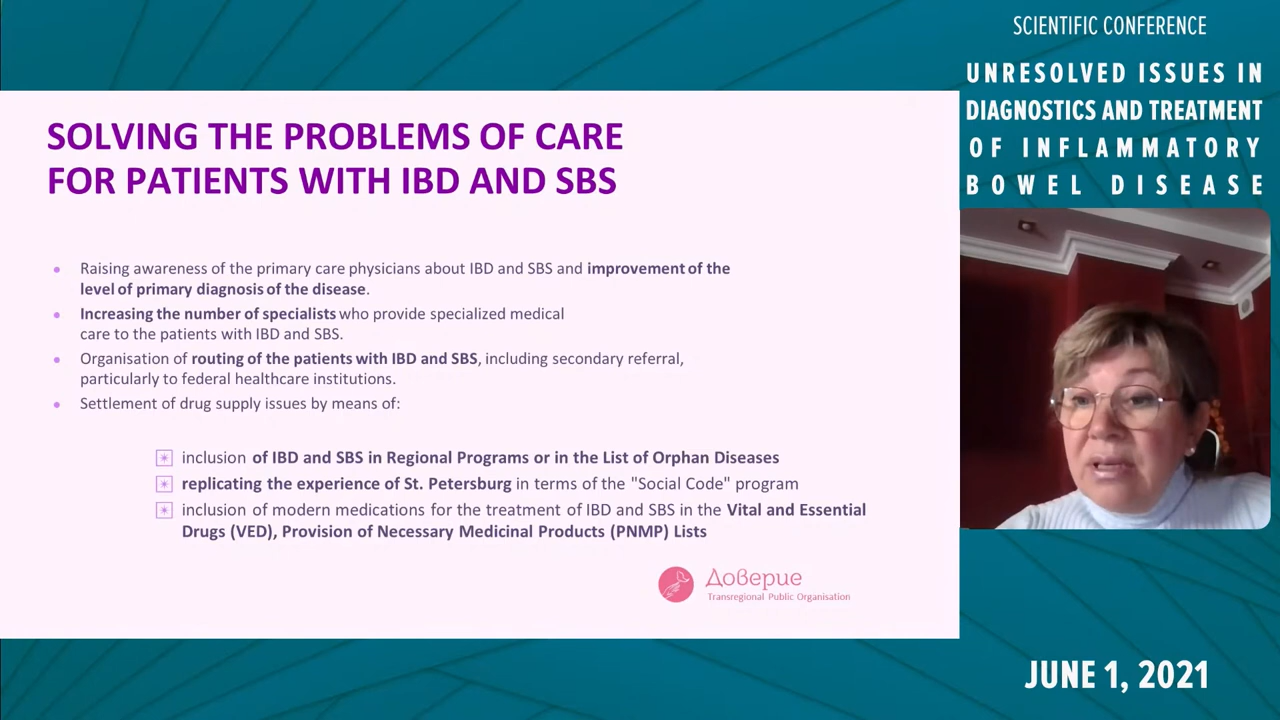 SCIENTIFIC CONFERENCE
UNRESOLVED ISSUES IN
DIAGNOSTICS AND TREATMENT
OF INFLAMMATORY
BOWEL DISEASE
SOLVING THE PROBLEMS OF CARE
FOR PATIENTS WITH IBD AND SBS
Raising awareness of the primary care physicians about IBD and SBS and improvement of the
level of primary diagnosis of the disease.
Increasing the number of specialists who provide specialized medical
care to the patients with IBD and SBS.
Organisation of routing of the patients with IBD and SBS, including secondary referral,
particularly to federal healthcare institutions.
Settlement of drug supply issues by means of:
inclusion of IBD and SBS in Regional Programs or in the List of Orphan Diseases
replicating the experience of St. Petersburg in terms of the "Social Code" program
inclusion of modern medications for the treatment of IBD and SBS in the Vital and Essential
Drugs (VED), Provision of Necessary Medicinal Products (PNMP) Lists
Доверие
Transregional Public Organisation
JUNE 1, 2021